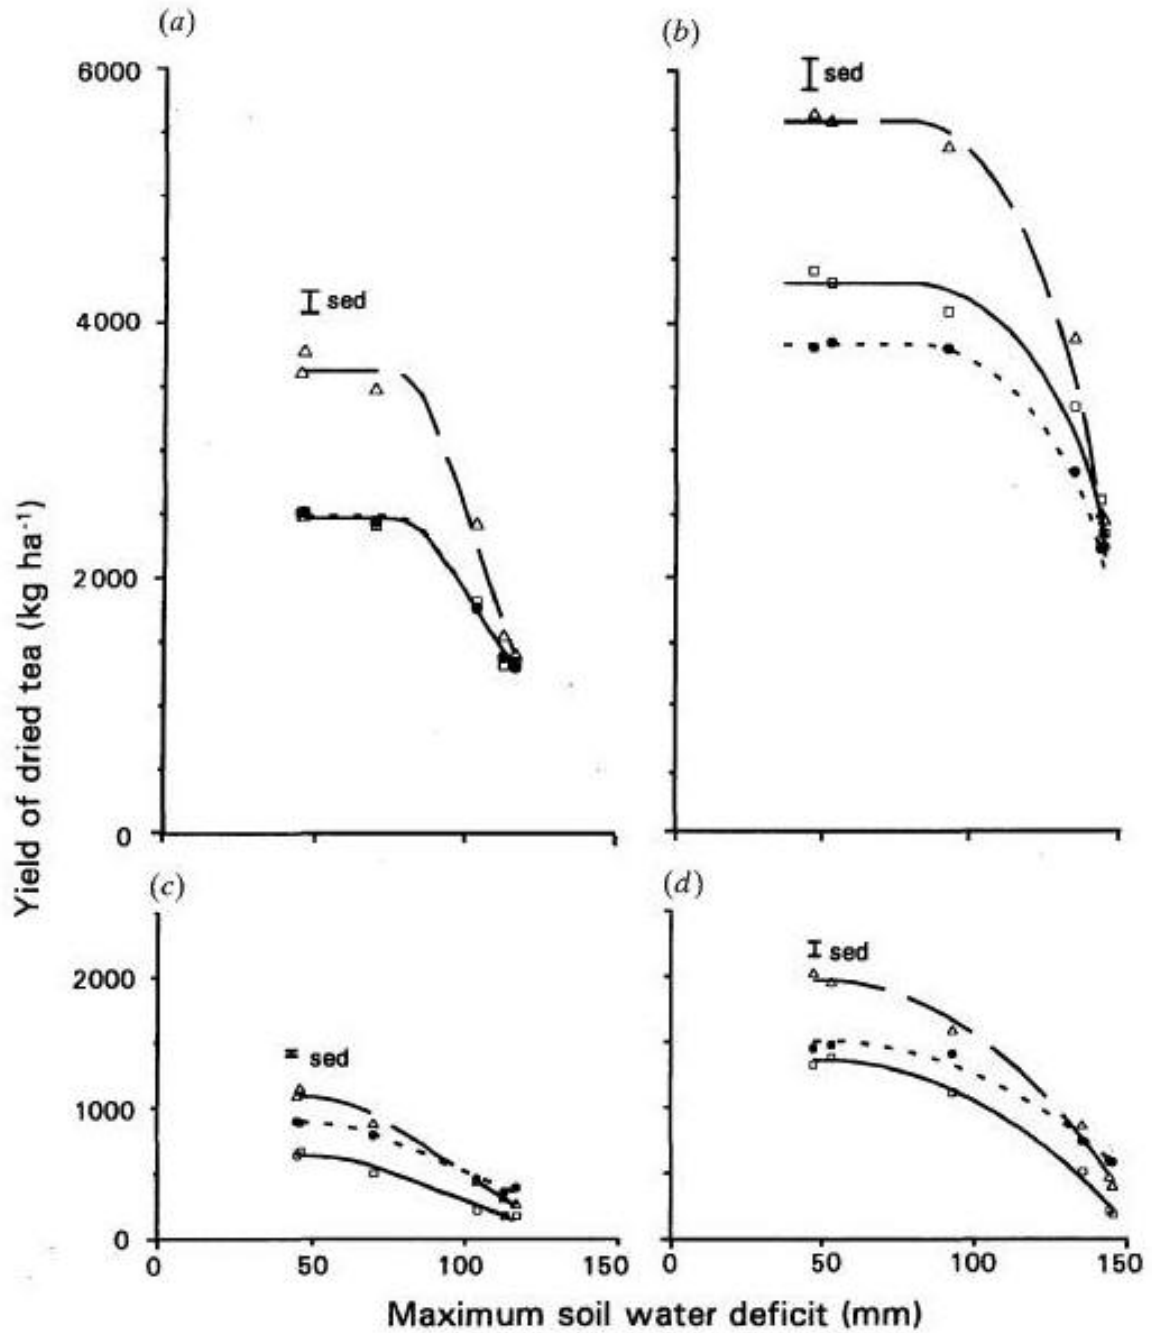 (a)
(b)
6000
sed
4000
sed
2000
0
Yield of dried tea (kg ha⁻¹)
(c)
(d)
2000
sed
1000
sed
0
0 50 100 150
0 50 100 150
Maximum soil water deficit (mm)